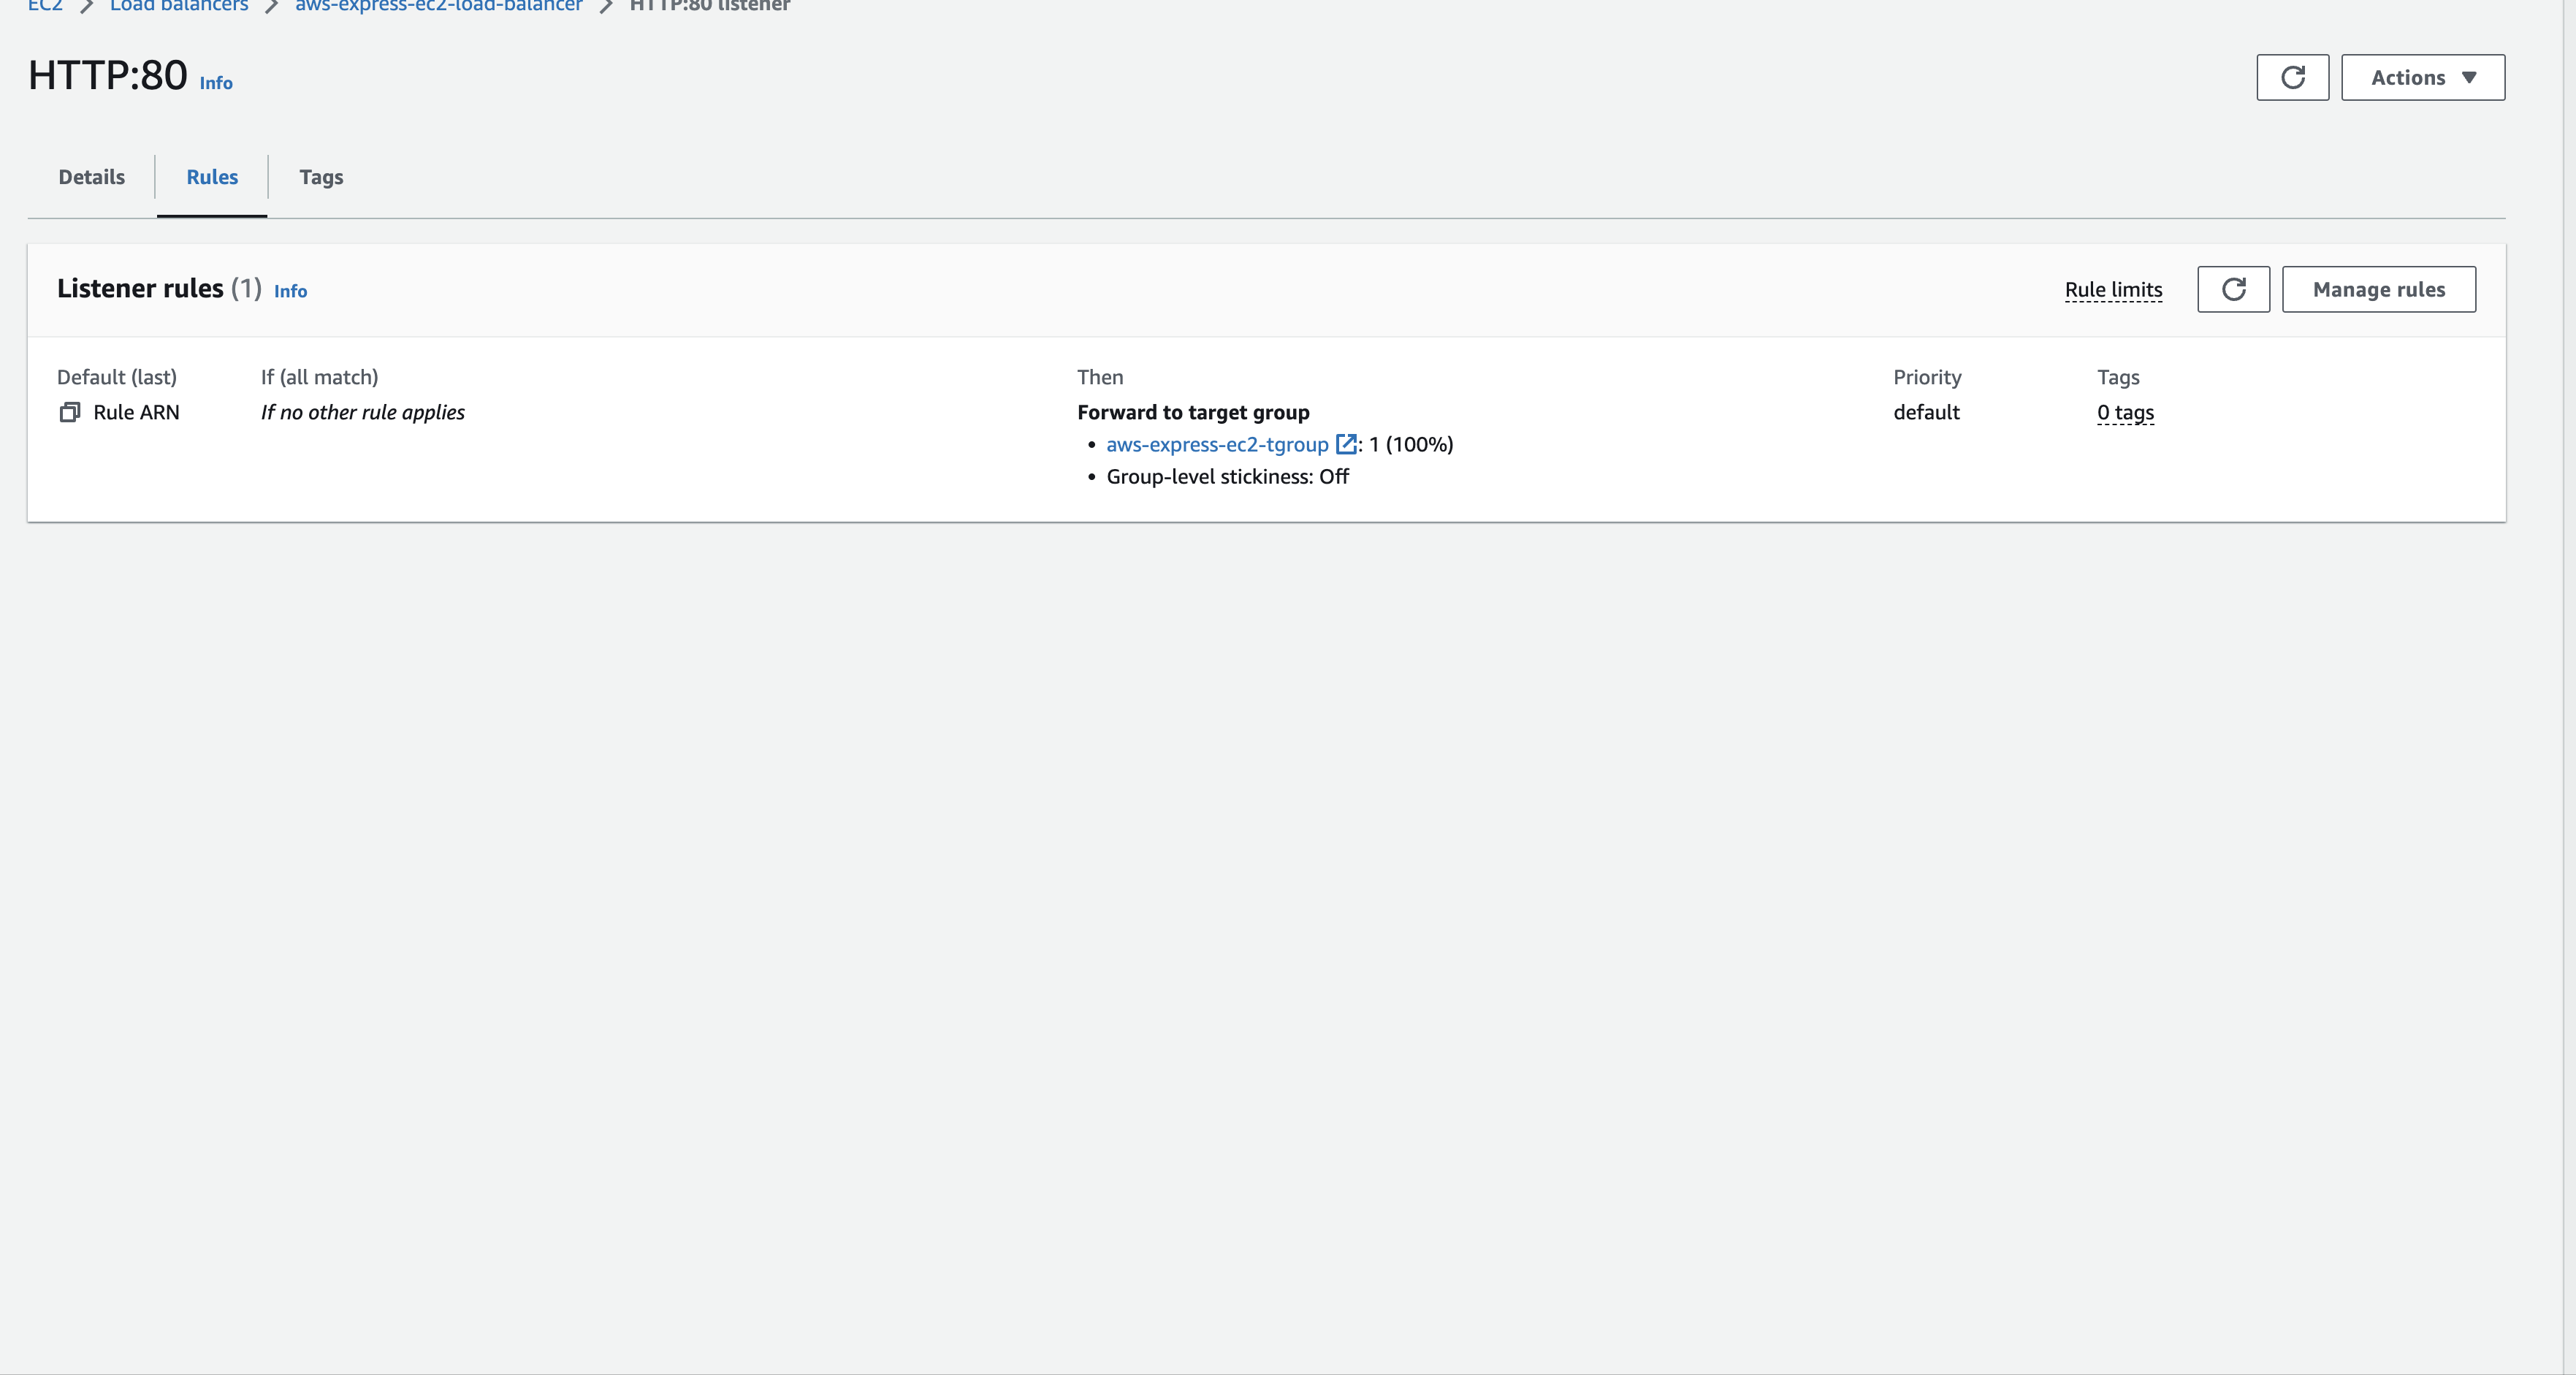 EC2 > Load balancers > aws-express-ec2-load-balancer > HTTP:80 listener
HTTP:80 Info
Actions
Details Rules Tags
Listener rules (1) Info Rule limits Manage rules
Default (last) If (all match) Then Priority Tags
Rule ARN If no other rule applies Forward to target group default 0 tags
• aws-express-ec2-tgroup : 1 (100%)
• Group-level stickiness: Off